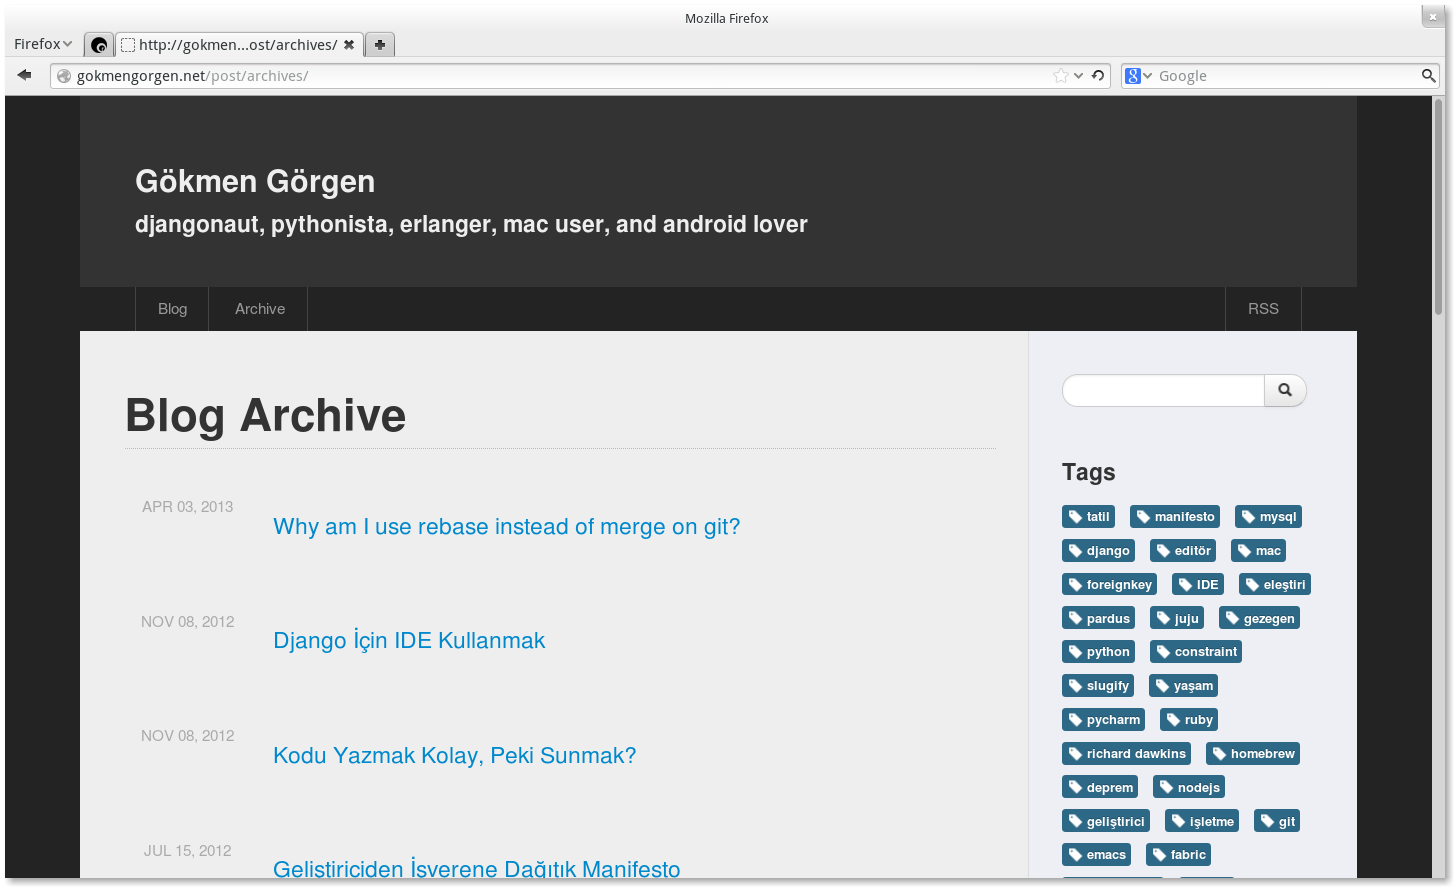 Mozilla Firefox
Firefox
http://gokmen...ost/archives/
gokmengorgen.net/post/archives/
Google
Gökmen Görgen
djangonaut, pythonista, erlanger, mac user, and android lover
Blog Archive RSS
Blog Archive
APR 03, 2013
Why am I use rebase instead of merge on git?
NOV 08, 2012
Django İçin IDE Kullanmak
NOV 08, 2012
Kodu Yazmak Kolay, Peki Sunmak?
JUL 15, 2012
Geliştiriciden İşverene Dağıtık Manifesto
Tags
tatil manifesto mysql
django editör mac
foreignkey IDE eleştiri
pardus juju gezegen
python constraint
slugify yaşam
pycharm ruby
richard dawkins homebrew
deprem nodejs
geliştirici işletme git
emacs fabric